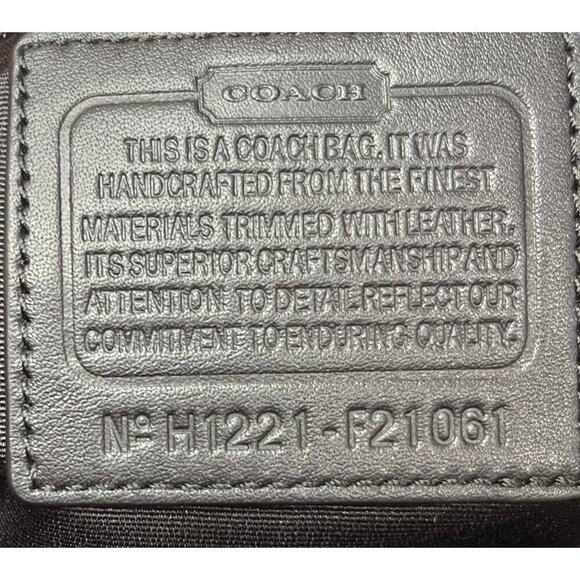 COACH
THIS IS A COACH BAG. IT WAS
HANDCRAFTED FROM THE FINEST
MATERIALS TRIMMED WITH LEATHER.
ITS SUPERIOR CRAFTSMANSHIP AND
ATTENTION TO DETAIL REFLECT OUR
COMMITMENT TO ENDURING QUALITY.
Nº H1221-F21061